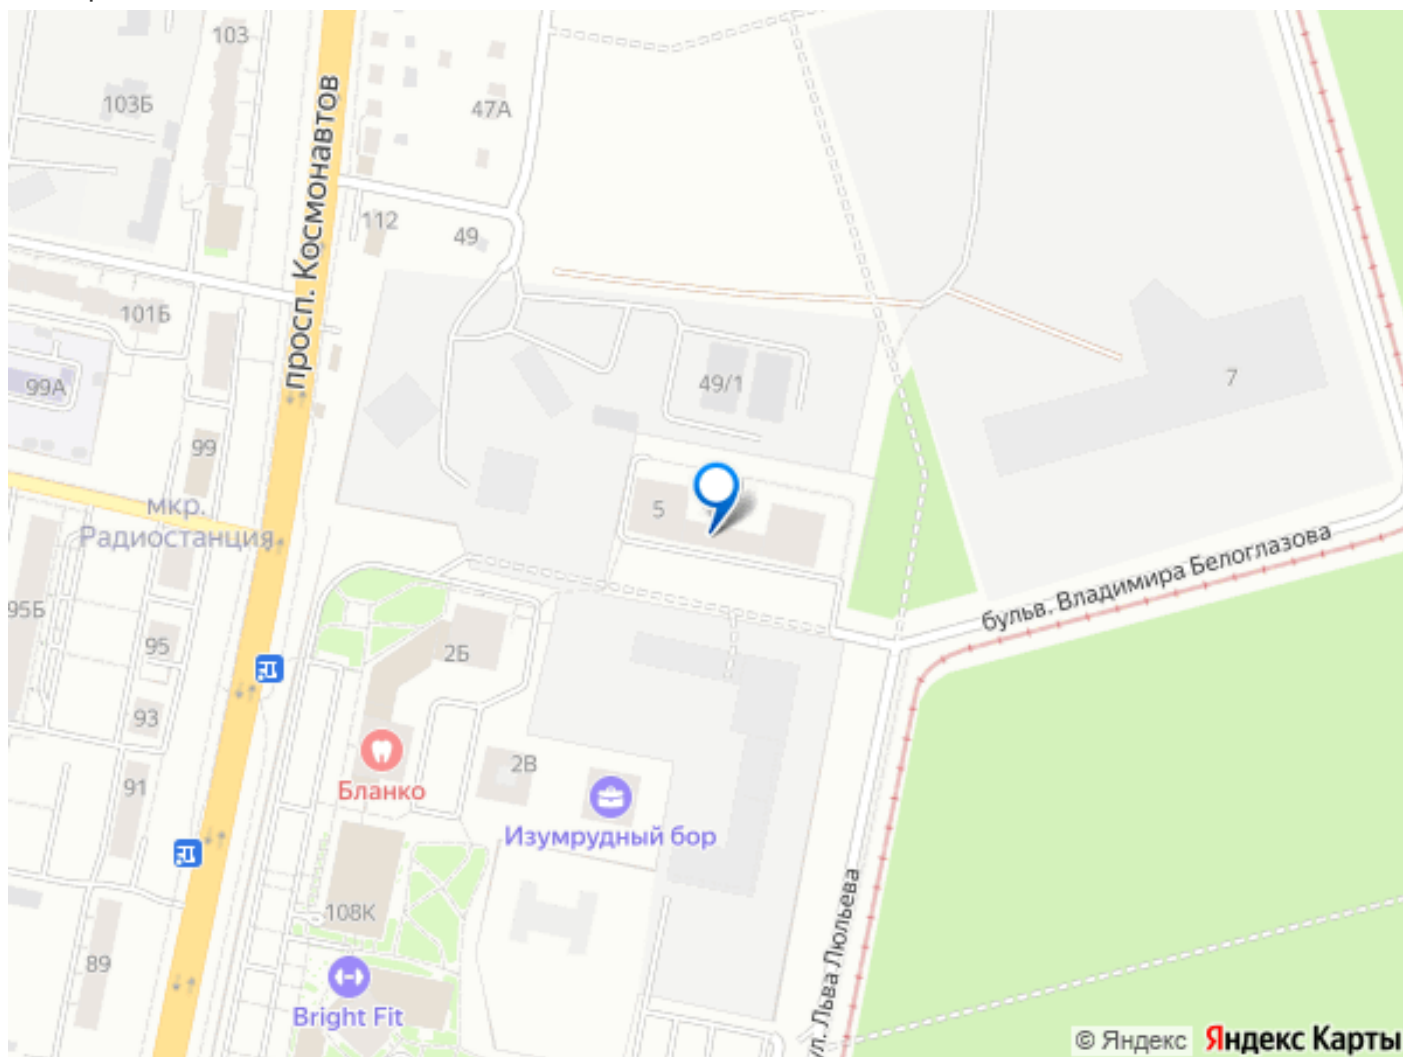 103
103Б
47А
просп. Космонавтов
112
49
101Б
49/1
7
99А
99
5
мкр.
Радиостанция
бульв. Владимира Белоглазова
95Б
95
2Б
93
2В
91
Бланко
Изумрудный бор
108К
ул. Льва Люльева
89
Bright Fit
© Яндекс Яндекс Карты